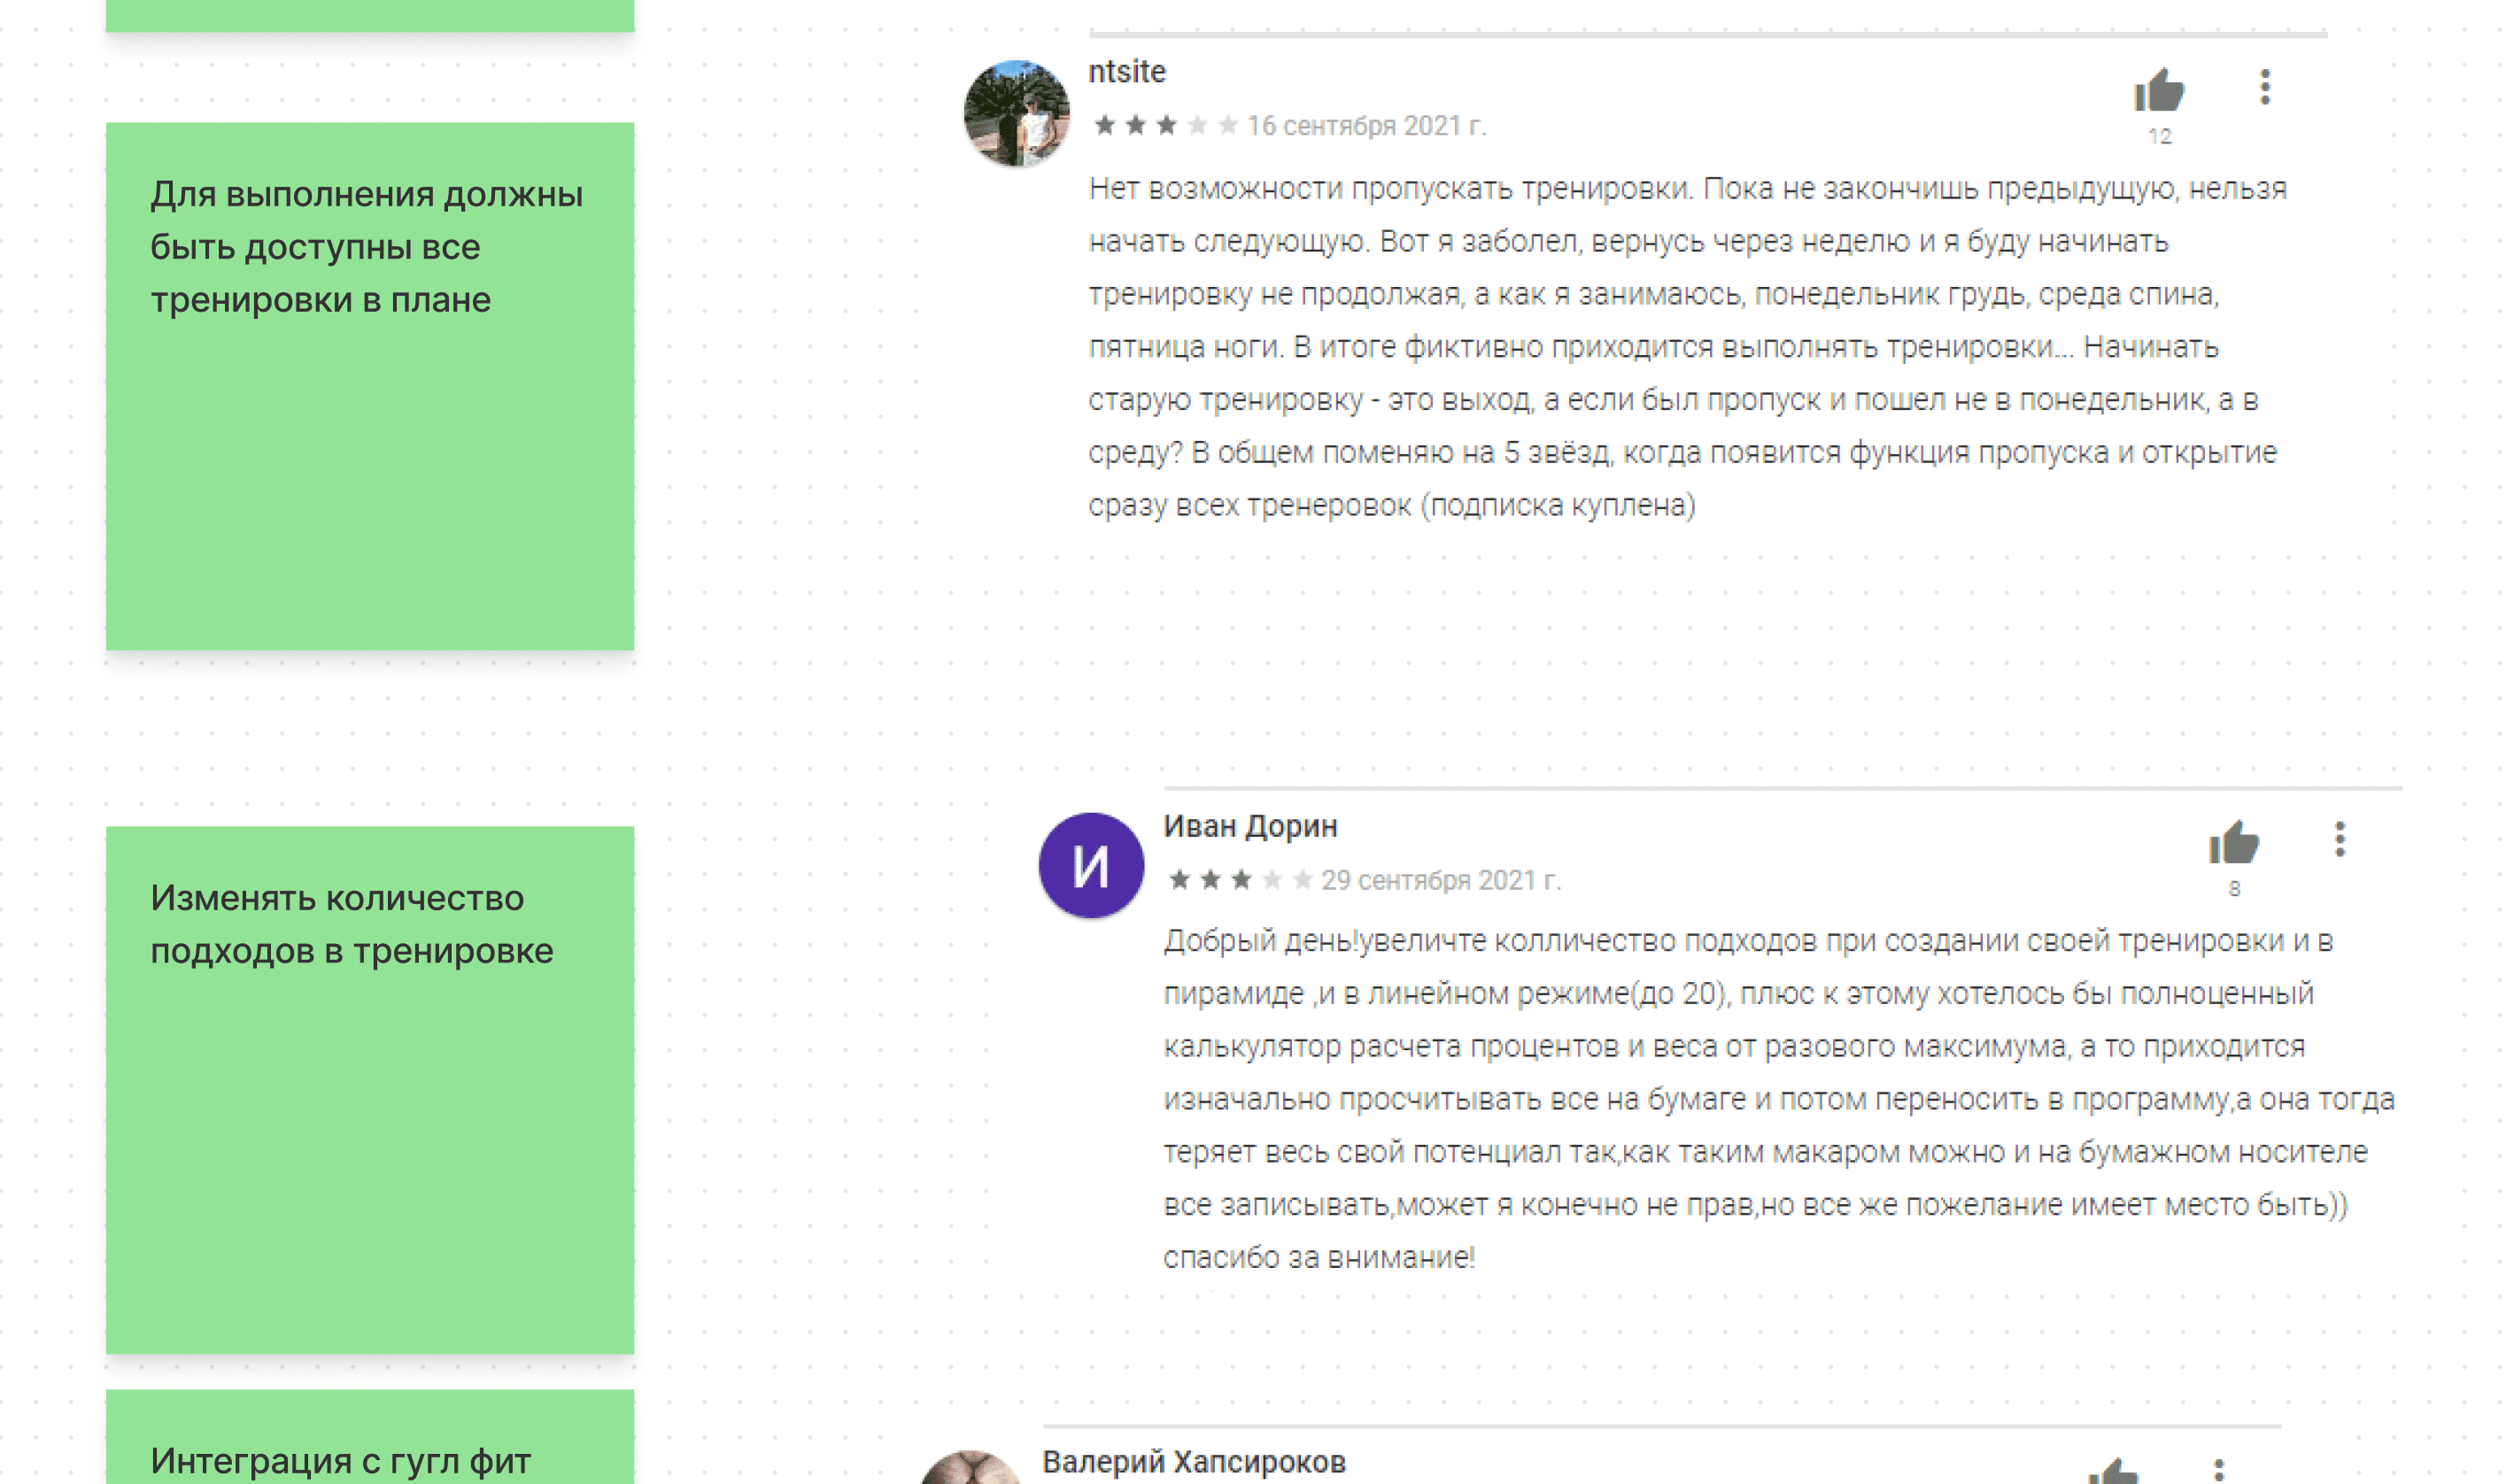 ntsite
16 сентября 2021 г.
12
Нет возможности пропускать тренировки. Пока не закончишь предыдущую, нельзя
начать следующую. Вот я заболел, вернусь через неделю и я буду начинать
тренировку не продолжая, а как я занимаюсь, понедельник грудь, среда спина,
пятница ноги. В итоге фиктивно приходится выполнять тренировки... Начинать
старую тренировку - это выход, а если был пропуск и пошел не в понедельник, а в
среду? В общем поменяю на 5 звёзд, когда появится функция пропуска и открытие
сразу всех тренеровок (подписка куплена)
Для выполнения должны
быть доступны все
тренировки в плане
Иван Дорин
И
29 сентября 2021 г.
8
Добрый день!увеличте колличество подходов при создании своей тренировки и в
пирамиде ,и в линейном режиме(до 20), плюс к этому хотелось бы полноценный
калькулятор расчета процентов и веса от разового максимума, а то приходится
изначально просчитывать все на бумаге и потом переносить в программу,а она тогда
теряет весь свой потенциал так,как таким макаром можно и на бумажном носителе
все записывать,может я конечно не прав,но все же пожелание имеет место быть))
спасибо за внимание!
Изменять количество
подходов в тренировке
Интеграция с гугл фит
Валерий Хапсироков